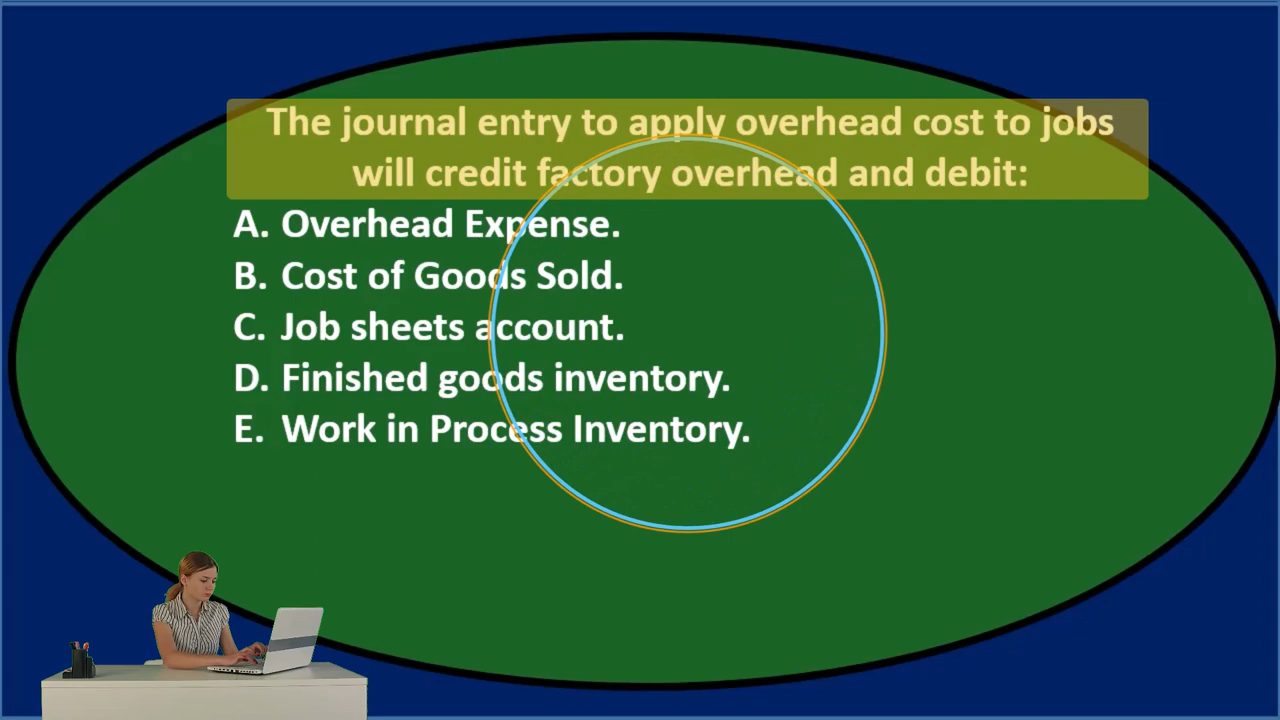 The journal entry to apply overhead cost to jobs
will credit factory overhead and debit:
A. Overhead Expense.
B. Cost of Goods Sold.
C. Job sheets account.
D. Finished goods inventory.
E. Work in Process Inventory.